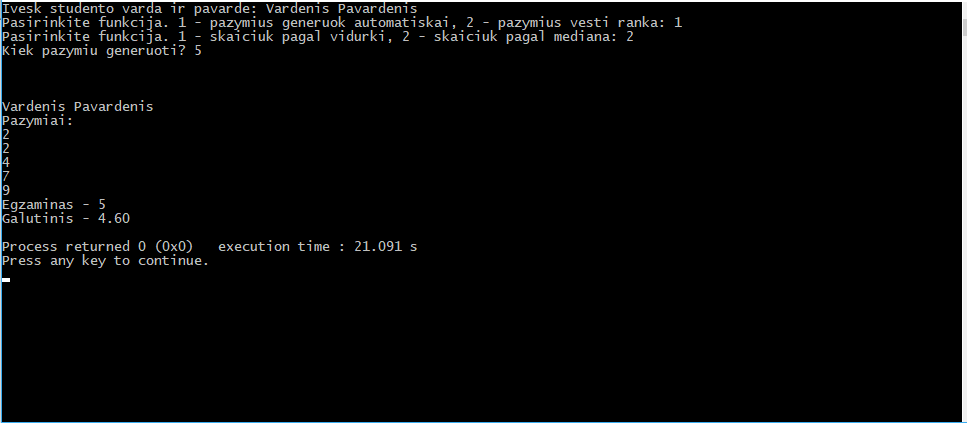 Ivesk studento varda ir pavarde: Vardenis Pavardenis
Pasirinkite funkcija. 1 - pazymius generuok automatiskai, 2 - pazymius vesti ranka: 1
Pasirinkite funkcija. 1 - skaiciuk pagal vidurki, 2 - skaiciuk pagal mediana: 2
Kiek pazymiu generuoti? 5
Vardenis Pavardenis
Pazymiai:
2
2
4
7
9
Egzaminas - 5
Galutinis - 4.60
Process returned 0 (0x0)   execution time : 21.091 s
Press any key to continue.